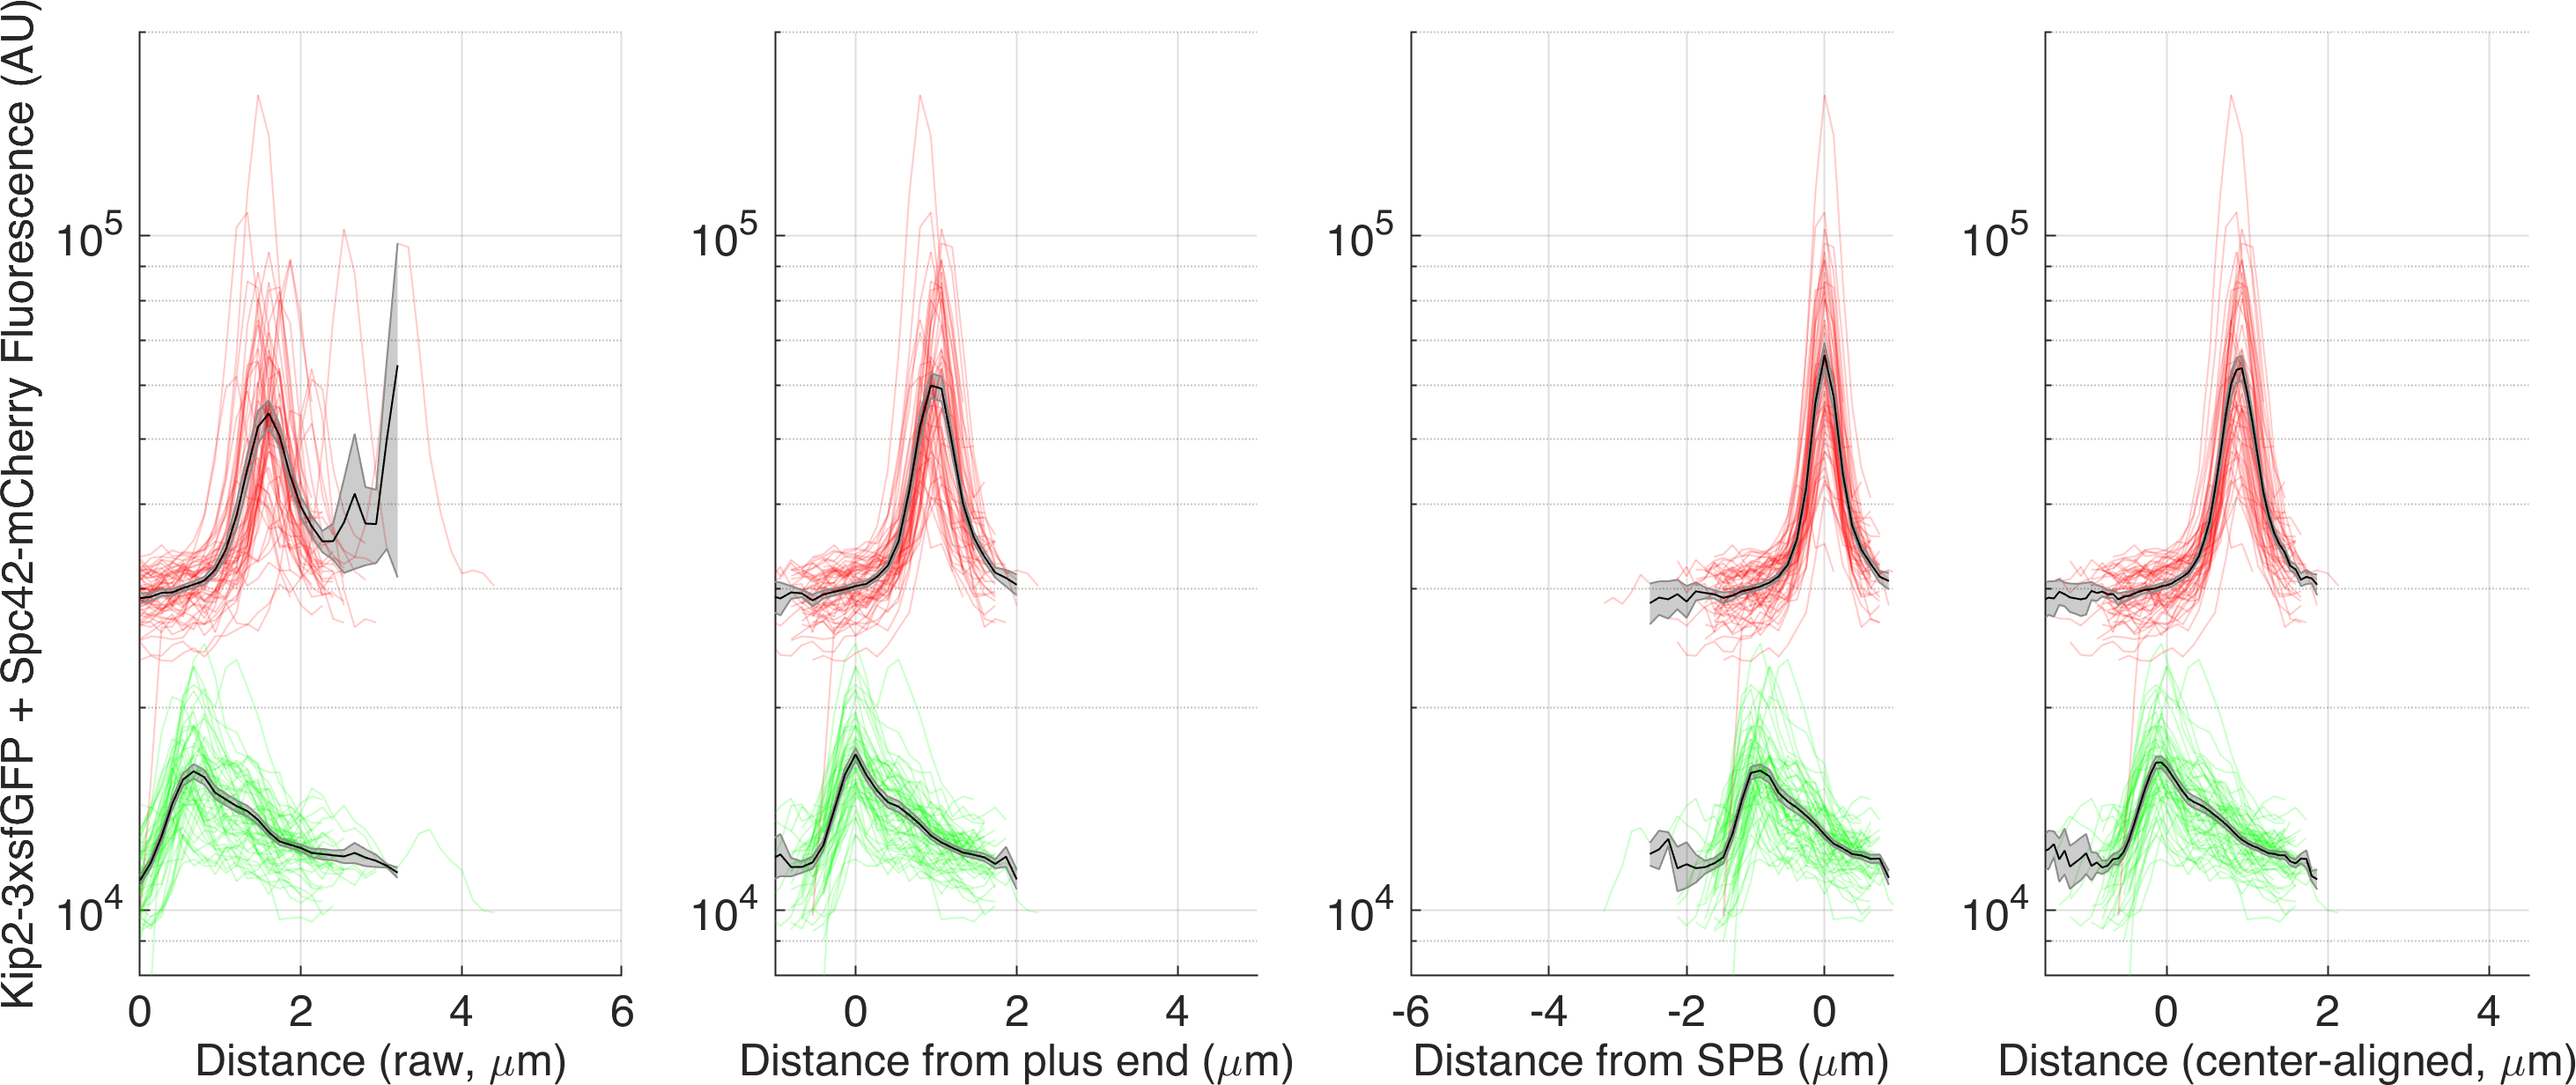 Kip2-3xsfGFP + Spc42-mCherry Fluorescence (AU)
10^5
10^4
0 2 4 6
Distance (raw, μm)
10^5
10^4
0 2 4
Distance from plus end (μm)
10^5
10^4
-6 -4 -2 0
Distance from SPB (μm)
10^5
10^4
0 2 4
Distance (center-aligned, μm)